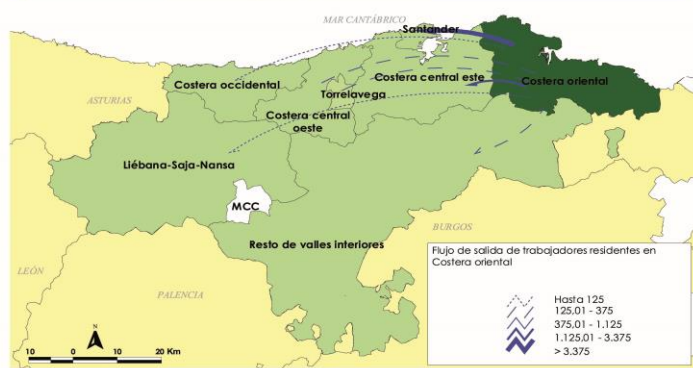 MAR CANTÁBRICO
Santander
Costera occidental
Costera central este
Costera oriental
Torrelavega
ASTURIAS
Costera central
oeste
Liébana-Saja-Nansa
MCC
BURGOS
Resto de valles interiores
LEÓN
PALENCIA
Flujo de salida de trabajadores residentes en
Costera oriental
Hasta 125
125,01 - 375
375,01 - 1.125
1.125,01 - 3.375
> 3.375
N
10 0 10 20 Km